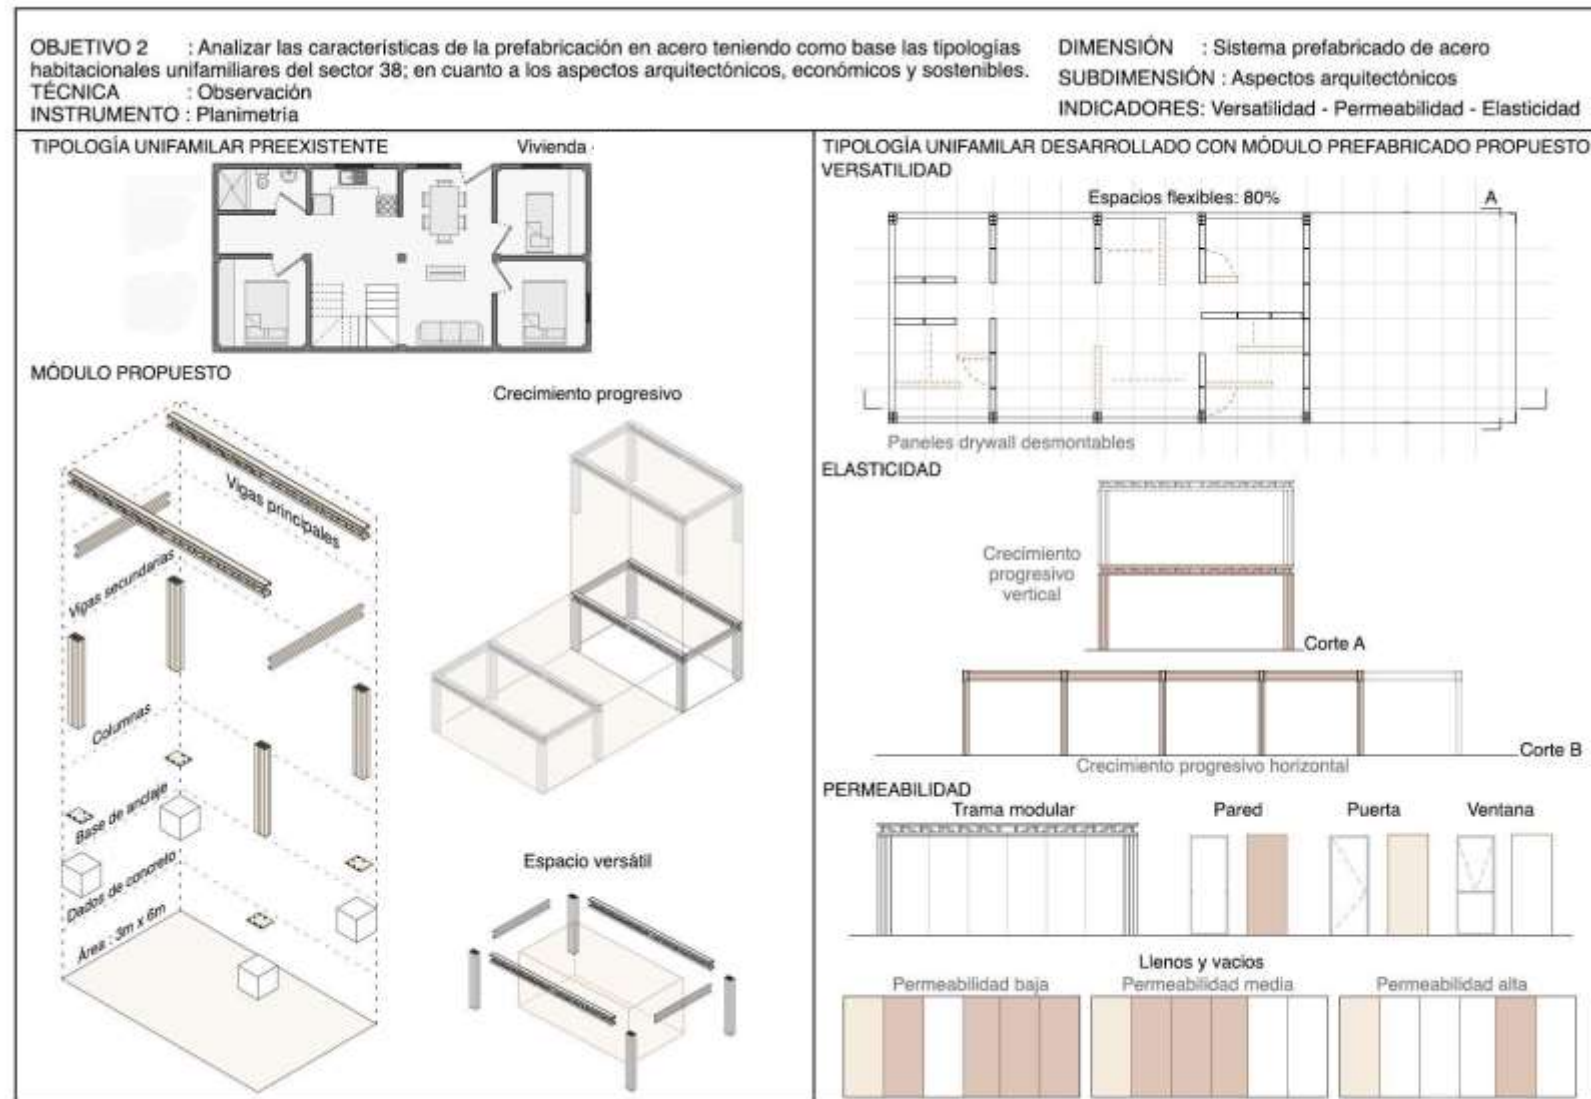 OBJETIVO 2 : Analizar las características de la prefabricación en acero teniendo como base las tipologías
habitacionales unifamiliares del sector 38; en cuanto a los aspectos arquitectónicos, económicos y sostenibles.
TÉCNICA : Observación
INSTRUMENTO : Planimetría
DIMENSIÓN : Sistema prefabricado de acero
SUBDIMENSIÓN : Aspectos arquitectónicos
INDICADORES: Versatilidad - Permeabilidad - Elasticidad
TIPOLOGÍA UNIFAMILAR PREEXISTENTE
Vivienda
MÓDULO PROPUESTO
Vigas principales
Vigas secundarias
Columnas
Base de anclaje
Dados de concreto
Área : 3m x 6m
Crecimiento progresivo
Espacio versátil
TIPOLOGÍA UNIFAMILAR DESARROLLADO CON MÓDULO PREFABRICADO PROPUESTO
VERSATILIDAD
Espacios flexibles: 80%
A
Paneles drywall desmontables
ELASTICIDAD
Crecimiento
progresivo
vertical
Corte A
Corte B
Crecimiento progresivo horizontal
PERMEABILIDAD
Trama modular
Pared
Puerta
Ventana
Llenos y vacios
Permeabilidad baja
Permeabilidad media
Permeabilidad alta